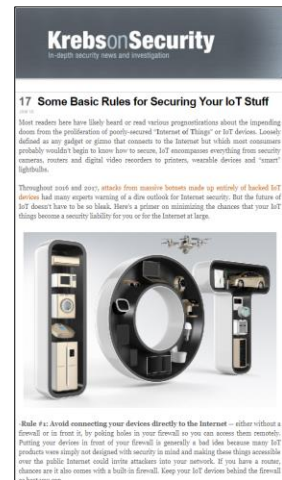 KrebsonSecurity
In-depth security news and investigation
17 Some Basic Rules for Securing Your IoT Stuff
Most readers here have likely heard or read various prognostications about the impending
doom from the proliferation of poorly-secured "Internet of Things" or IoT devices. Loosely
defined as any gadget or gizmo that connects to the Internet but which most consumers
probably wouldn't begin to know how to secure, IoT encompasses everything from security
cameras, routers and digital video recorders to printers, wearable devices and "smart"
lightbulbs.
Throughout 2016 and 2017, attacks from massive botnets made up entirely of hacked IoT
devices had many experts warning of a dire outlook for Internet security. But the future of
IoT doesn't have to be so bleak. Here's a primer on minimizing the chances that your IoT
things become a security liability for you or for the Internet at large.
IOT
-Rule #1: Avoid connecting your devices directly to the Internet — either without a
firewall or in front it, by poking holes in your firewall so you can access them remotely.
Putting your devices in front of your firewall is generally a bad idea because many IoT
products were simply not designed with security in mind and making these things accessible
over the public Internet could invite attackers into your network. If you have a router,
chances are it also comes with a built-in firewall. Keep your IoT devices behind the firewall
as best you can.